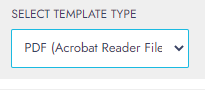 SELECT TEMPLATE TYPE
PDF (Acrobat Reader File